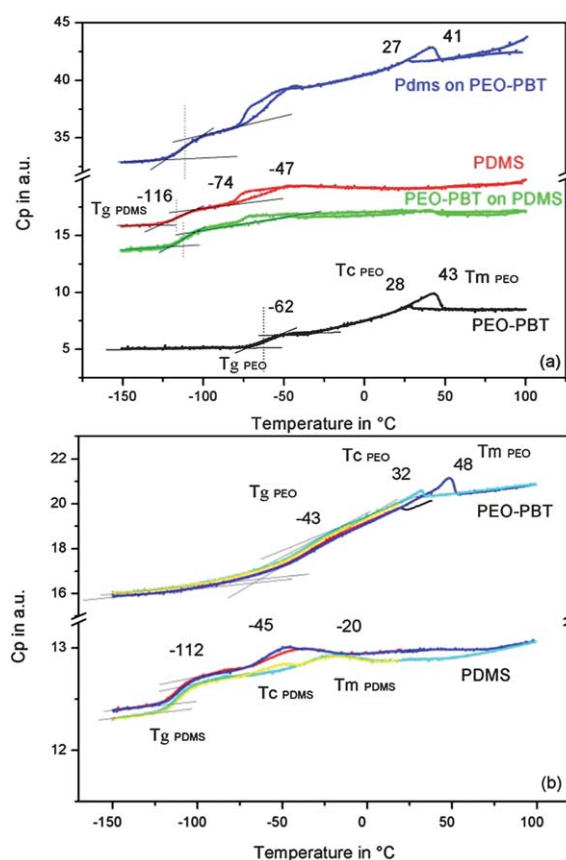 45
40
35
20
15
10
5
27
41
Pdms on PEO-PBT
PDMS
-116
-74
-47
Tg PDMS
PEO-PBT on PDMS
Tc PEO
Tm PEO
28
43
-62
PEO-PBT
Tg PEO
(a)
Cp in a.u.
-150 -100 -50 0 50 100
Temperature in °C
22
20
18
16
13
12
Tc PEO
Tm PEO
32
48
Tg PEO
PEO-PBT
-43
-45
-20
-112
Tc PDMS
Tm PDMS
PDMS
Tg PDMS
(b)
Cp in a.u.
-150 -100 -50 0 50 100
Temperature in °C